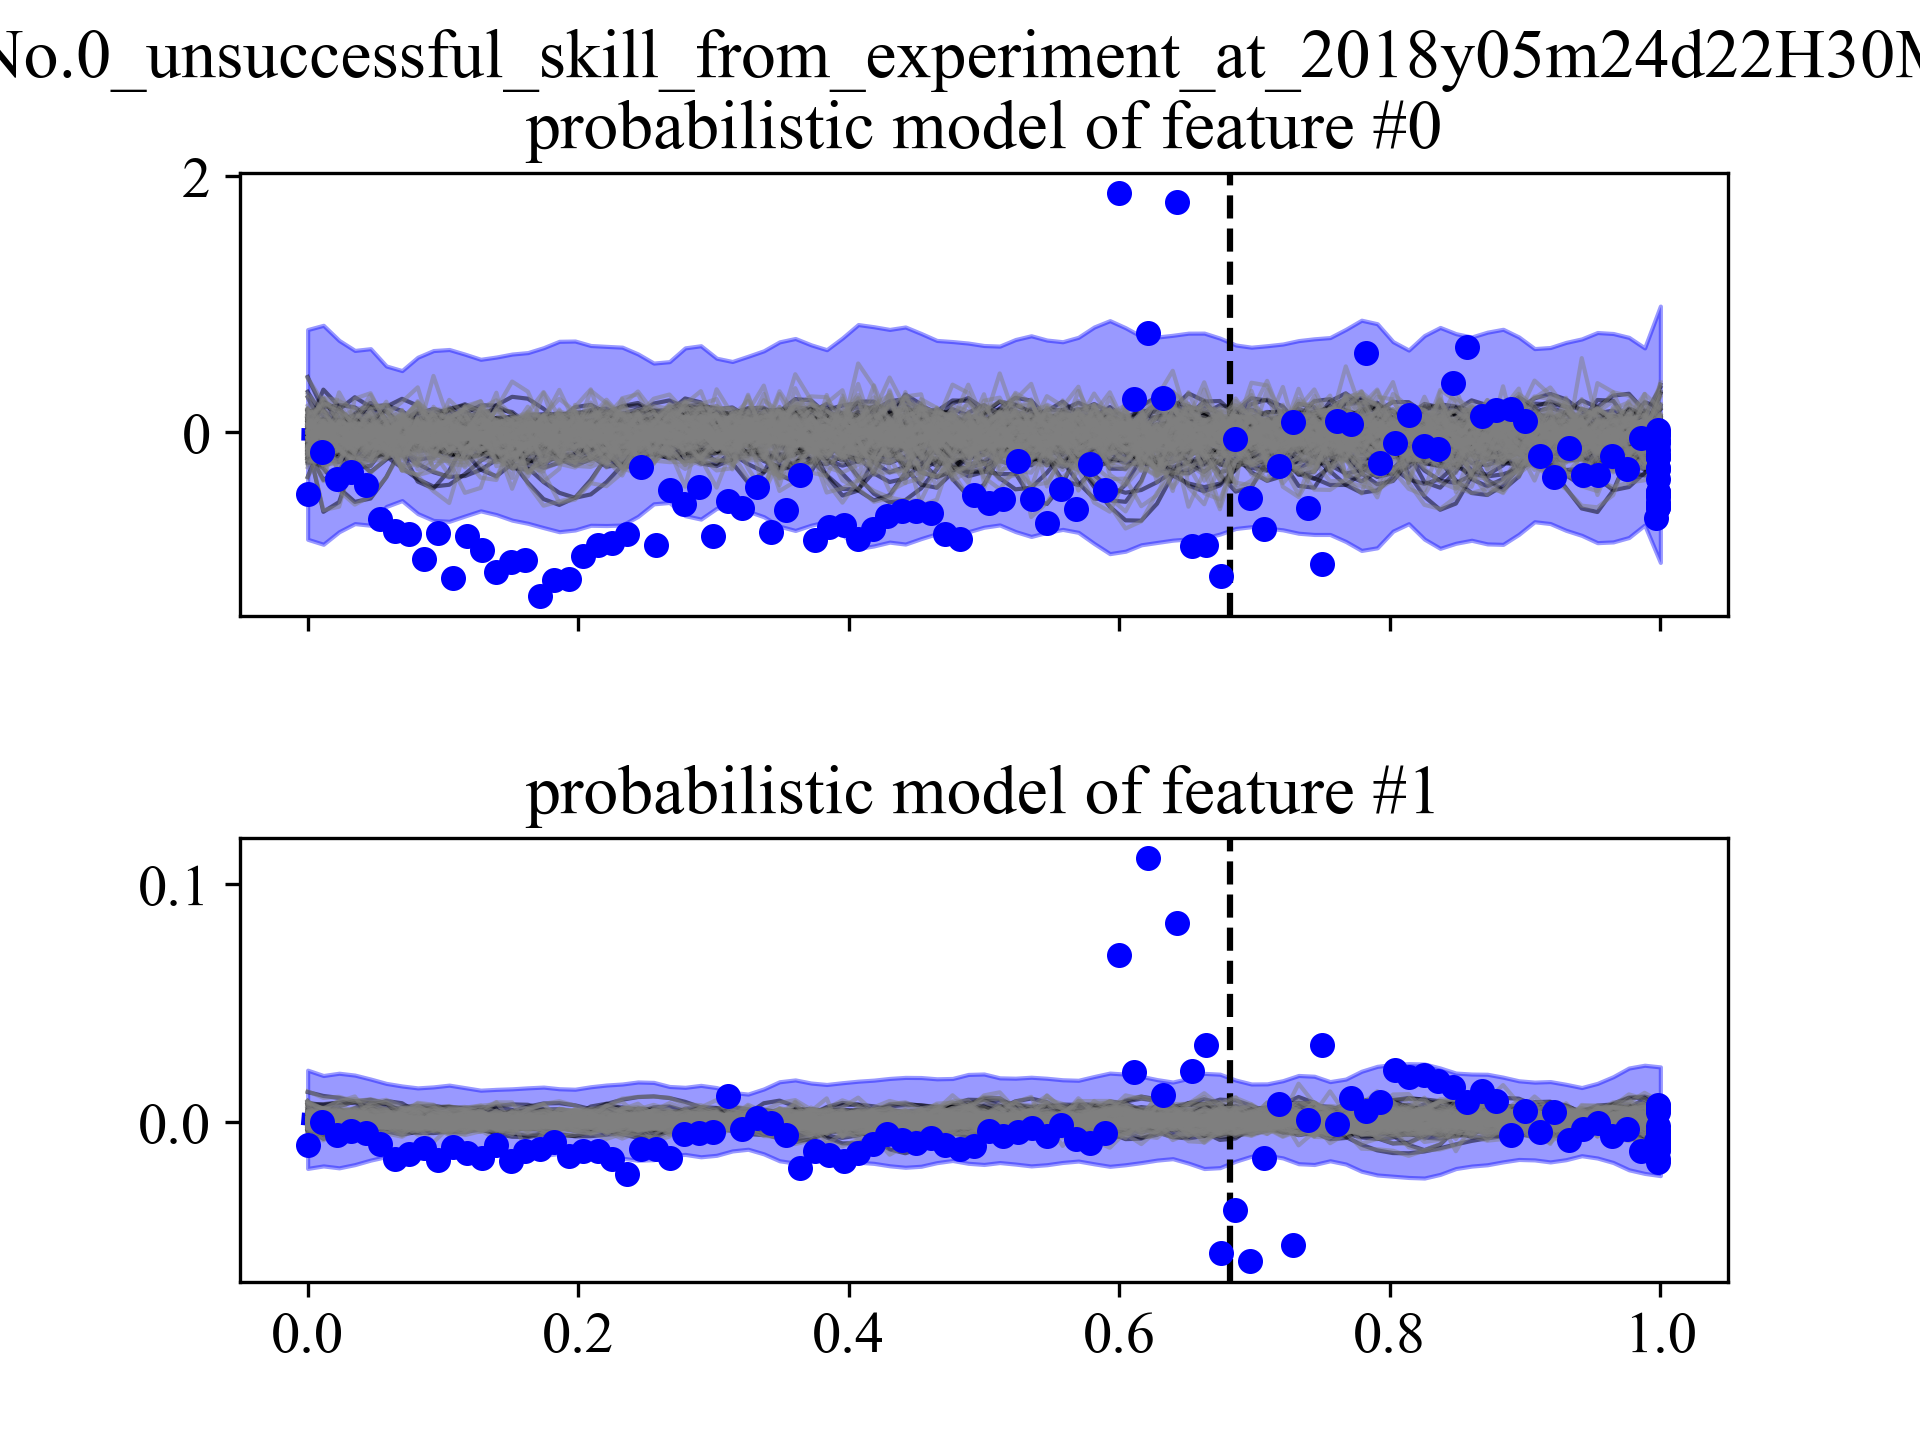 No.0_unsuccessful_skill_from_experiment_at_2018y05m24d22H30M
probabilistic model of feature #0
2
0
probabilistic model of feature #1
0.1
0.0
0.0 0.2 0.4 0.6 0.8 1.0